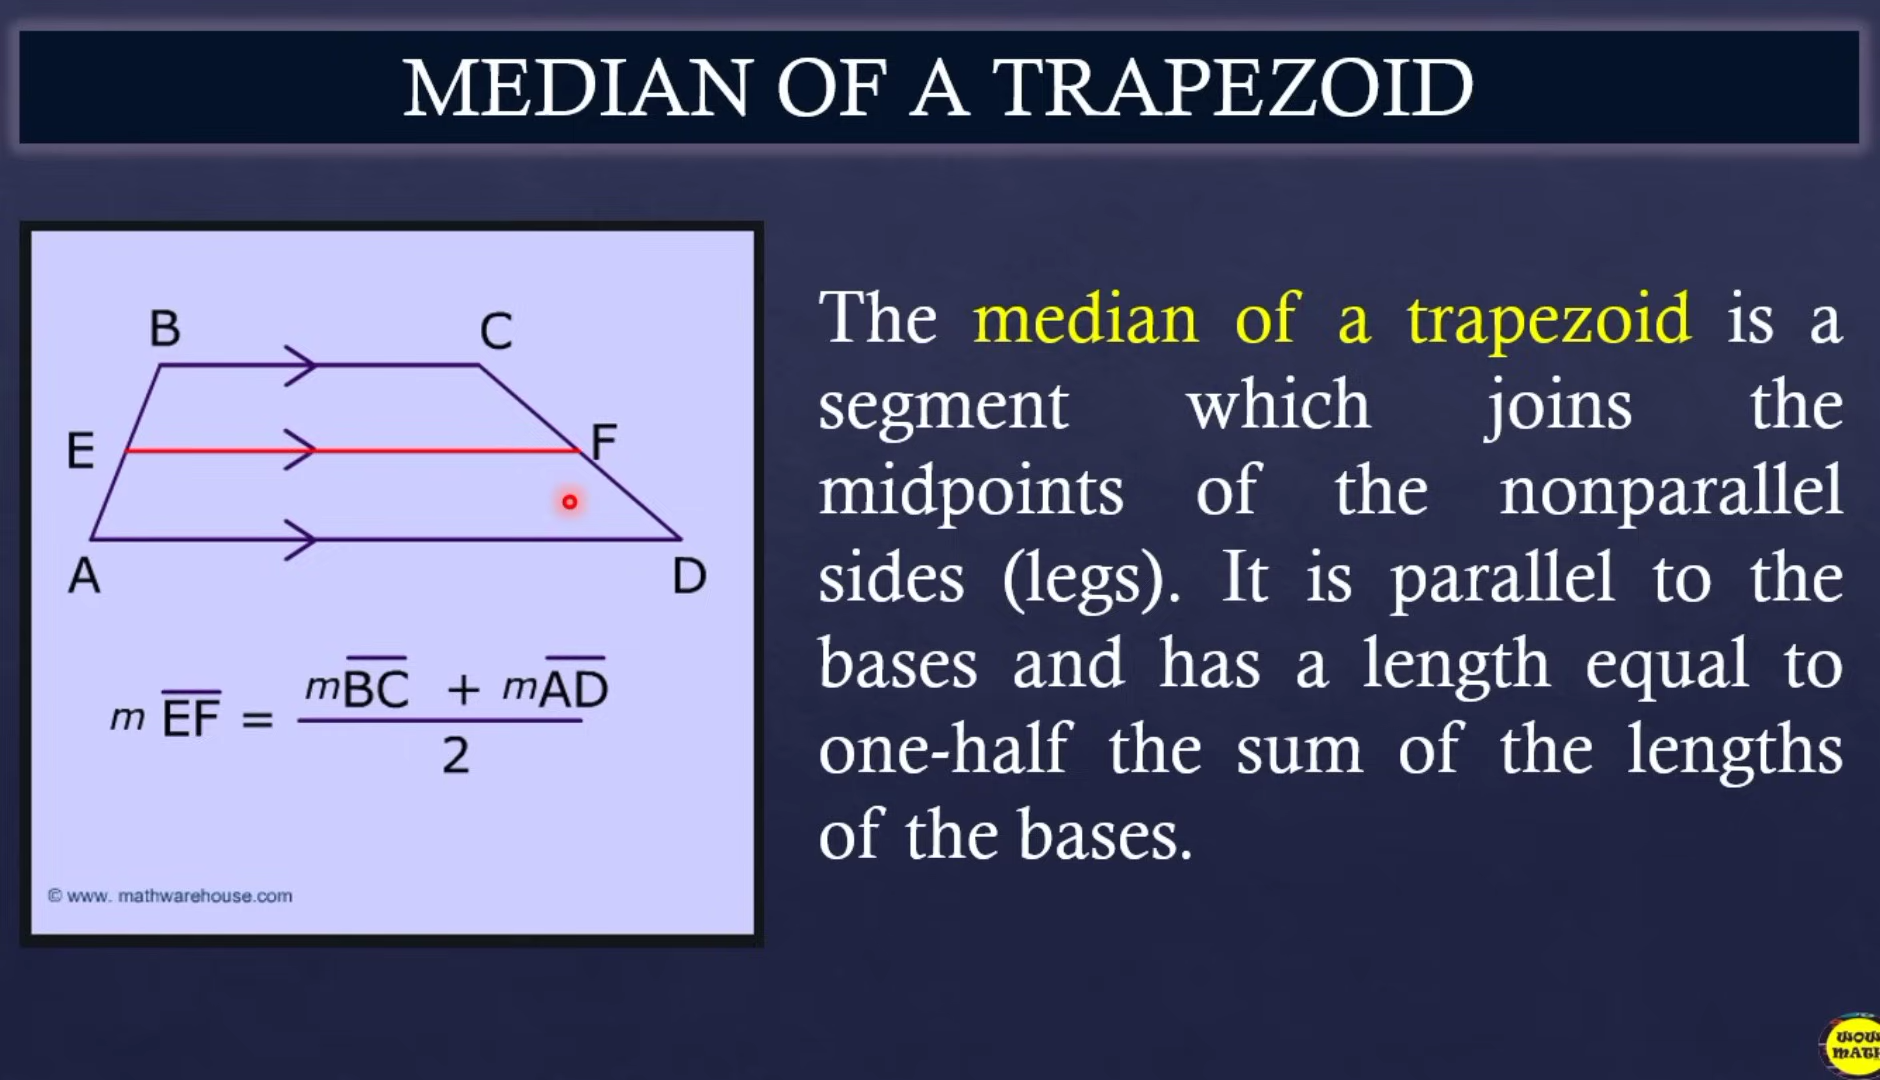 MEDIAN OF A TRAPEZOID
B
C
E
F
A
D
m EF = mBC + mAD
2
© www. mathwarehouse.com
The median of a trapezoid is a
segment which joins the
midpoints of the nonparallel
sides (legs). It is parallel to the
bases and has a length equal to
one-half the sum of the lengths
of the bases.
WOW
MATH